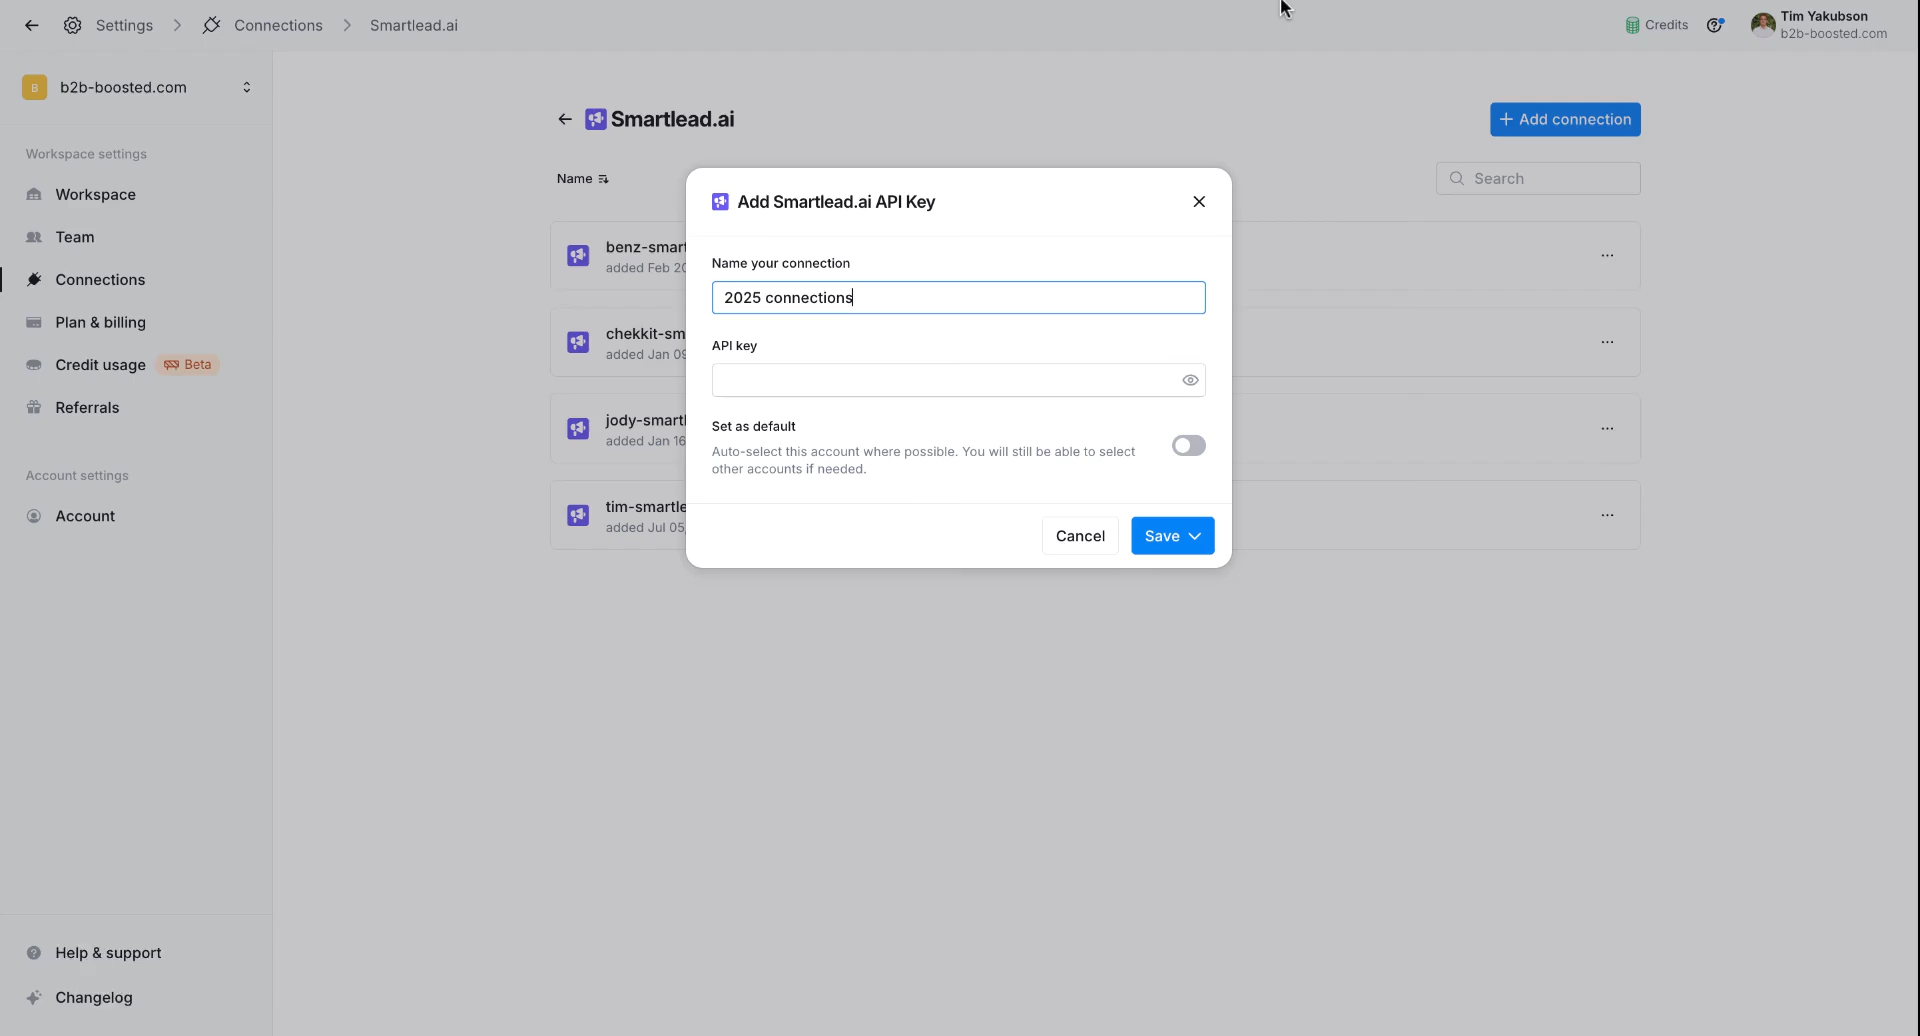 Settings
Connections
Smartlead.ai
Credits
Tim Yakubson
b2b-boosted.com
B
b2b-boosted.com
Workspace settings
Workspace
Team
Connections
Plan & billing
Credit usage
Beta
Referrals
Account settings
Account
Help & support
Changelog
Smartlead.ai
+ Add connection
Name
Search
benz-smart
added Feb 20
chekkit-sm
added Jan 09
jody-smartl
added Jan 16
tim-smartle
added Jul 05,
Add Smartlead.ai API Key
Name your connection
2025 connections
API key
Set as default
Auto-select this account where possible. You will still be able to select
other accounts if needed.
Cancel
Save